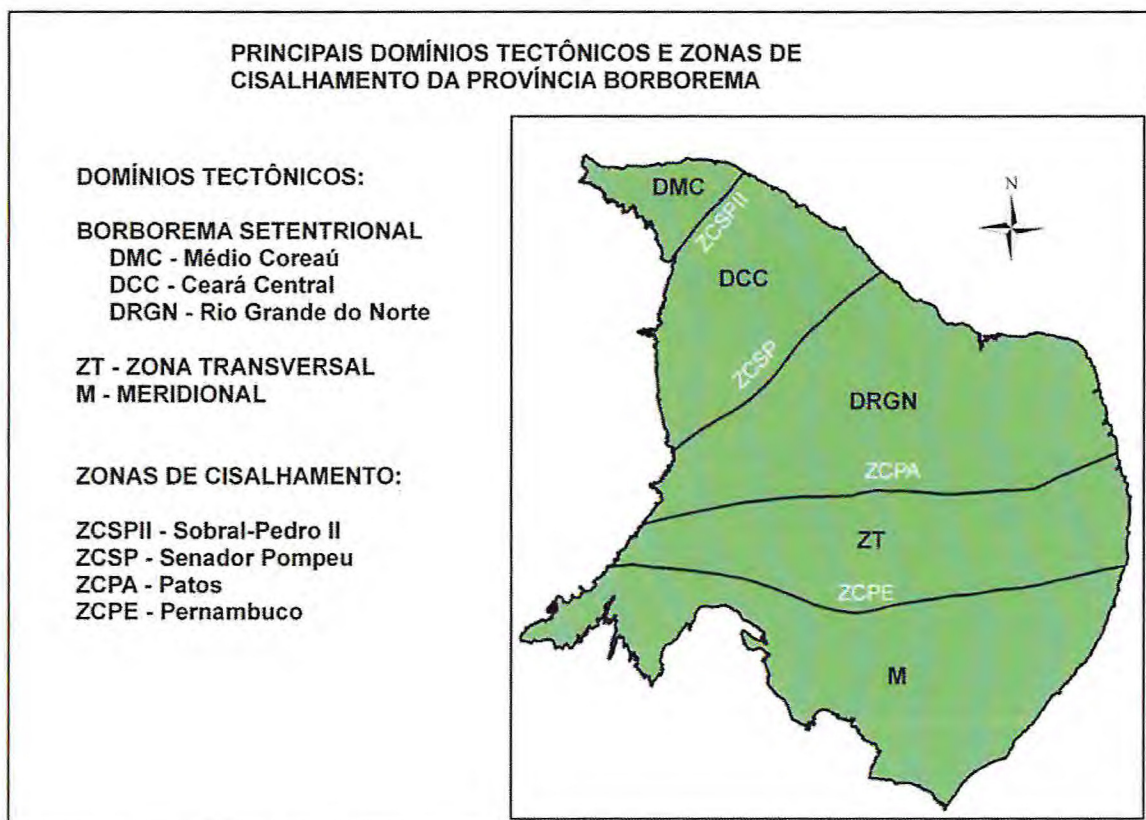 PRINCIPAIS DOMÍNIOS TECTÔNICOS E ZONAS DE
CISALHAMENTO DA PROVÍNCIA BORBOREMA
DOMÍNIOS TECTÔNICOS:
BORBOREMA SETENTRIONAL
DMC - Médio Coreaú
DCC - Ceará Central
DRGN - Rio Grande do Norte
ZT - ZONA TRANSVERSAL
M - MERIDIONAL
ZONAS DE CISALHAMENTO:
ZCSPII - Sobral-Pedro II
ZCSP - Senador Pompeu
ZCPA - Patos
ZCPE - Pernambuco
N
DMC
ZCSPII
DCC
ZCSP
DRGN
ZCPA
ZT
ZCPE
M